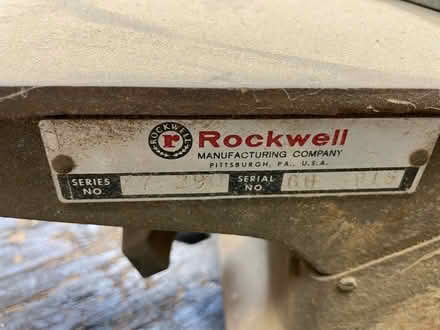 ROCKWELL
r
Rockwell
MANUFACTURING COMPANY
PITTSBURGH, PA., U.S.A.
SERIES NO.
SERIAL NO.